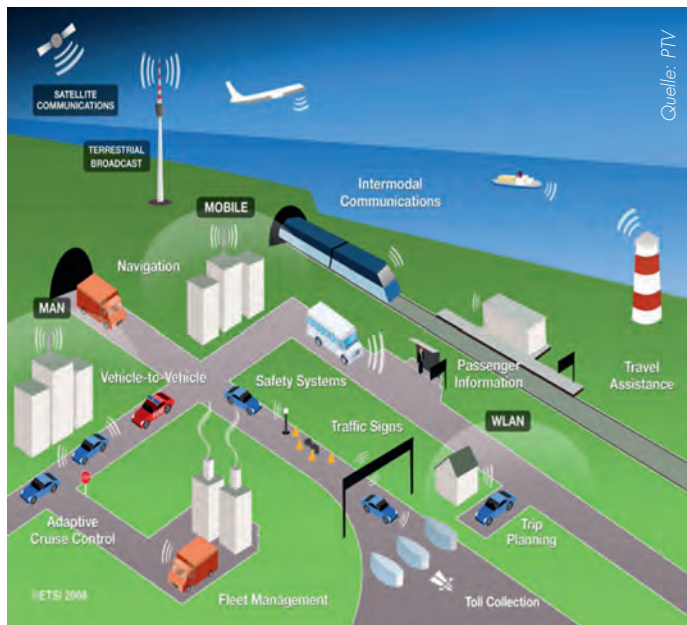 Quelle: PTV
SATELLITE
COMMUNICATIONS
TERRESTRIAL
BROADCAST
MOBILE
Intermodal
Communications
Navigation
MAN
Vehicle-to-Vehicle
Safety Systems
Passenger
Information
Travel
Assistance
Traffic Signs
WLAN
Adaptive
Cruise Control
Trip
Planning
©ETSI 2008
Fleet Management
Toll Collection